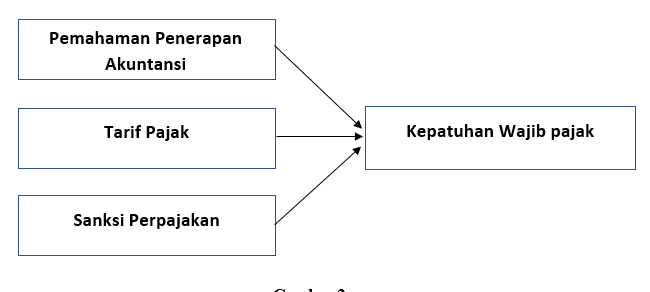 Pemahaman Penerapan
Akuntansi
Tarif Pajak
Kepatuhan Wajib pajak
Sanksi Perpajakan